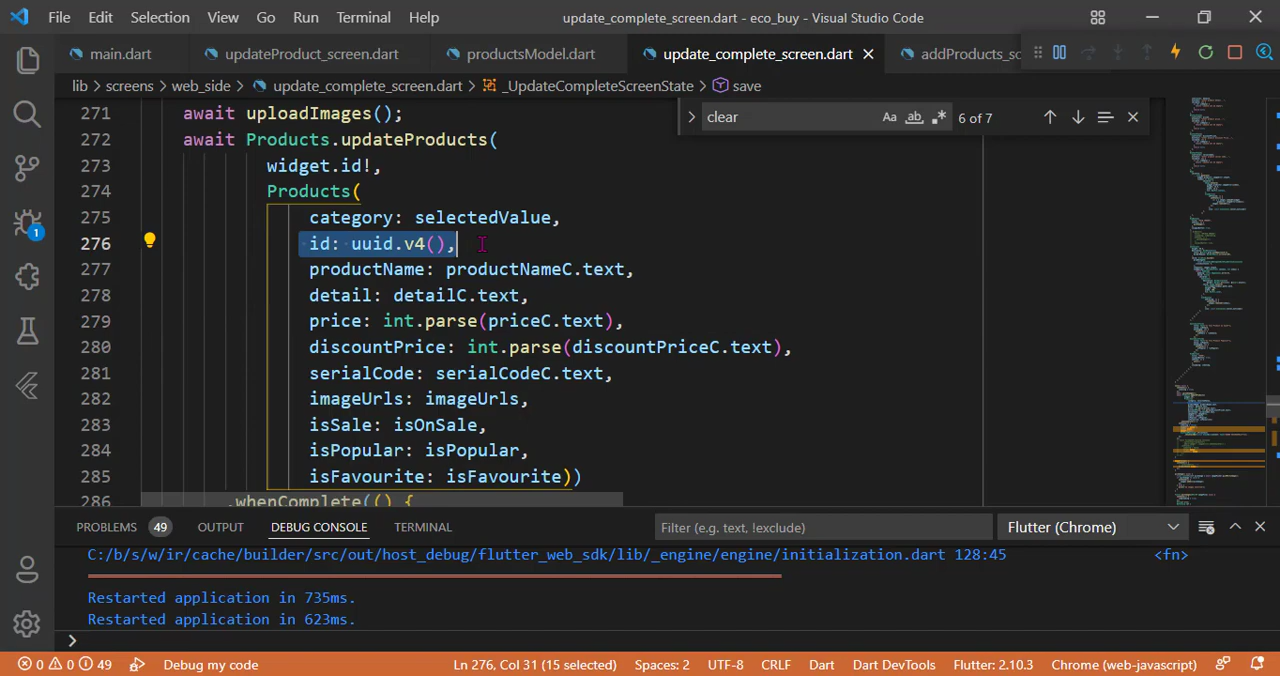 File Edit Selection View Go Run Terminal Help update_complete_screen.dart - eco_buy - Visual Studio Code
main.dart updateProduct_screen.dart productsModel.dart update_complete_screen.dart addProducts_sc
lib > screens > web_side > update_complete_screen.dart > _UpdateCompleteScreenState > save
clear Aa ab 6 of 7
271 await uploadImages();
272 await Products.updateProducts(
273 widget.id!,
274 Products(
275 category: selectedValue,
276 id: uuid.v4(),
277 productName: productNameC.text,
278 detail: detailC.text,
279 price: int.parse(priceC.text),
280 discountPrice: int.parse(discountPriceC.text),
281 serialCode: serialCodeC.text,
282 imageUrls: imageUrls,
283 isSale: isOnSale,
284 isPopular: isPopular,
285 isFavourite: isFavourite))
286 .whenComplete(() {
1
PROBLEMS 49 OUTPUT DEBUG CONSOLE TERMINAL Filter (e.g. text, !exclude) Flutter (Chrome)
C:/b/s/w/ir/cache/builder/src/out/host_debug/flutter_web_sdk/lib/_engine/engine/initialization.dart 128:45 <fn>
Restarted application in 735ms.
Restarted application in 623ms.
>
0 0 49 Debug my code Ln 276, Col 31 (15 selected) Spaces: 2 UTF-8 CRLF Dart Dart DevTools Flutter: 2.10.3 Chrome (web-javascript)